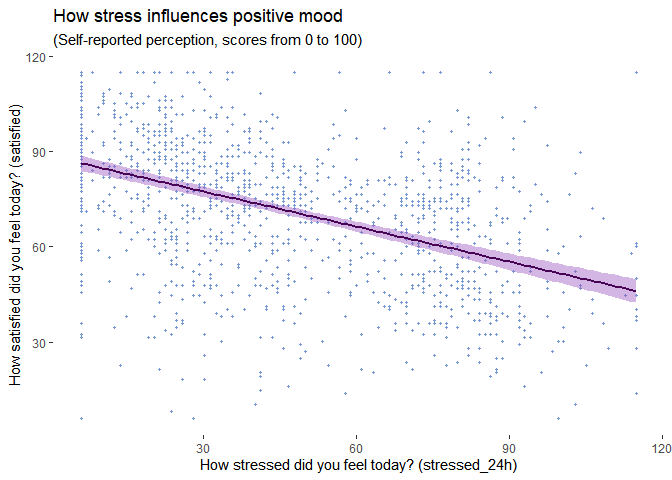 How stress influences positive mood
(Self-reported perception, scores from 0 to 100)
How satisfied did you feel today? (satisfied)
120
90
60
30
30
60
90
120
How stressed did you feel today? (stressed_24h)